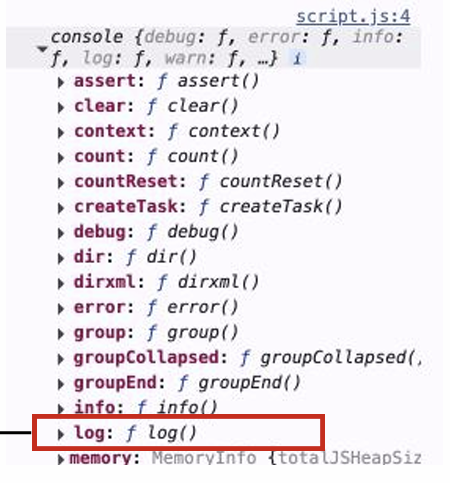 script.js:4
console {debug: ƒ, error: ƒ, info:
ƒ, log: ƒ, warn: ƒ, …} i
assert: ƒ assert()
clear: ƒ clear()
context: ƒ context()
count: ƒ count()
countReset: ƒ countReset()
createTask: ƒ createTask()
debug: ƒ debug()
dir: ƒ dir()
dirxml: ƒ dirxml()
error: ƒ error()
group: ƒ group()
groupCollapsed: ƒ groupCollapsed(
groupEnd: ƒ groupEnd()
info: ƒ info()
log: ƒ log()
memory: MemoryInfo {totalJSHeapSiz